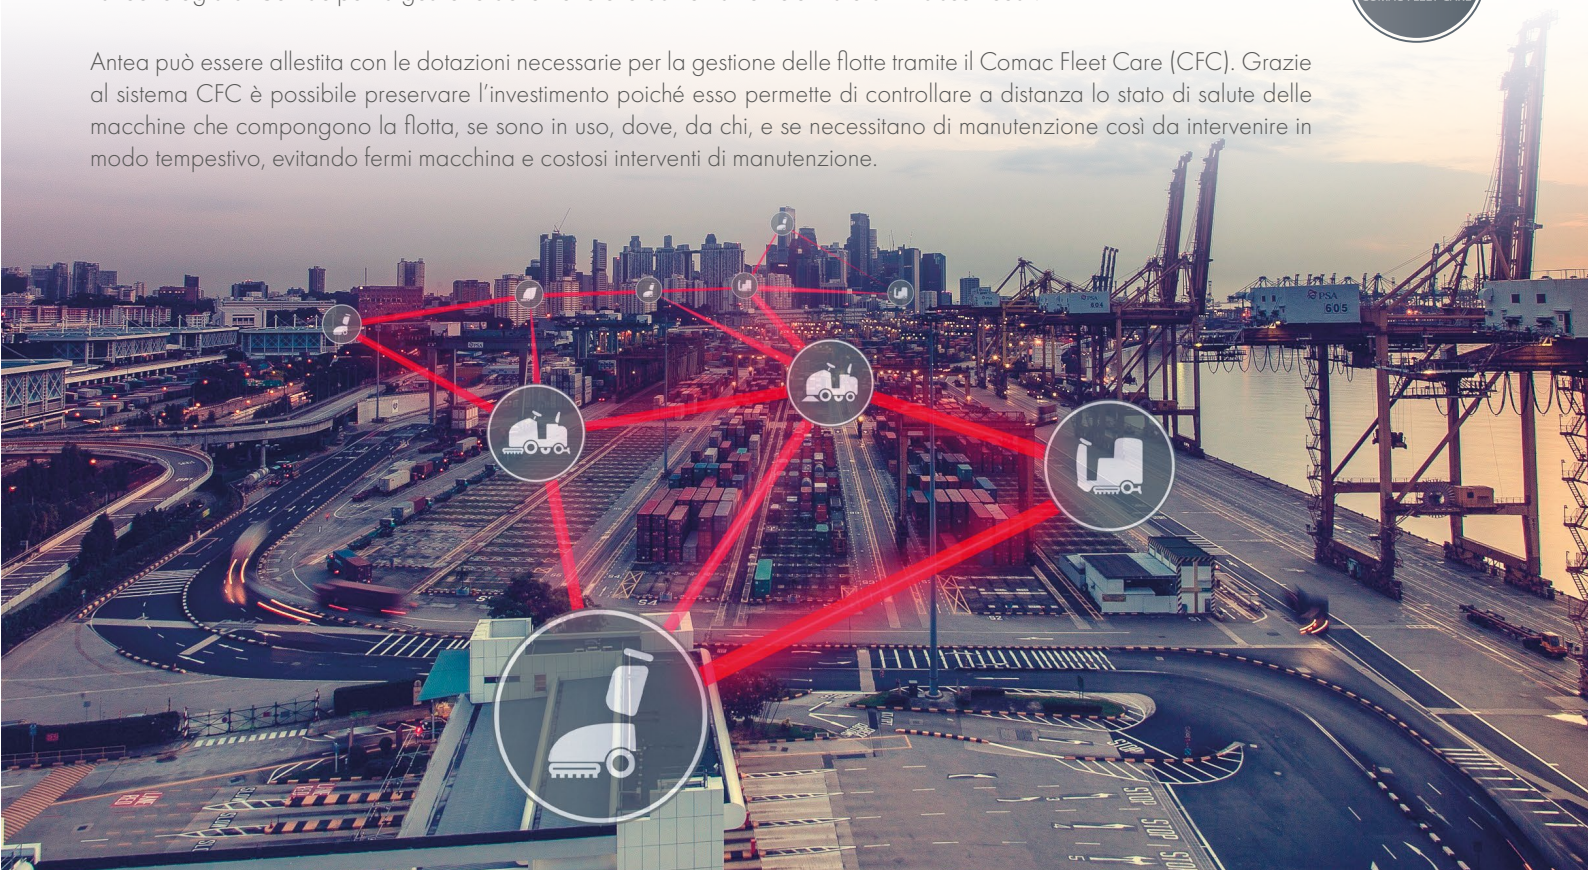 Antea può essere allestita con le dotazioni necessarie per la gestione delle flotte tramite il Comac Fleet Care (CFC). Grazie
al sistema CFC è possibile preservare l'investimento poiché esso permette di controllare a distanza lo stato di salute delle
macchine che compongono la flotta, se sono in uso, dove, da chi, e se necessitano di manutenzione così da intervenire in
modo tempestivo, evitando fermi macchina e costosi interventi di manutenzione.
PSA
604
PSA
605
STOP
STOP